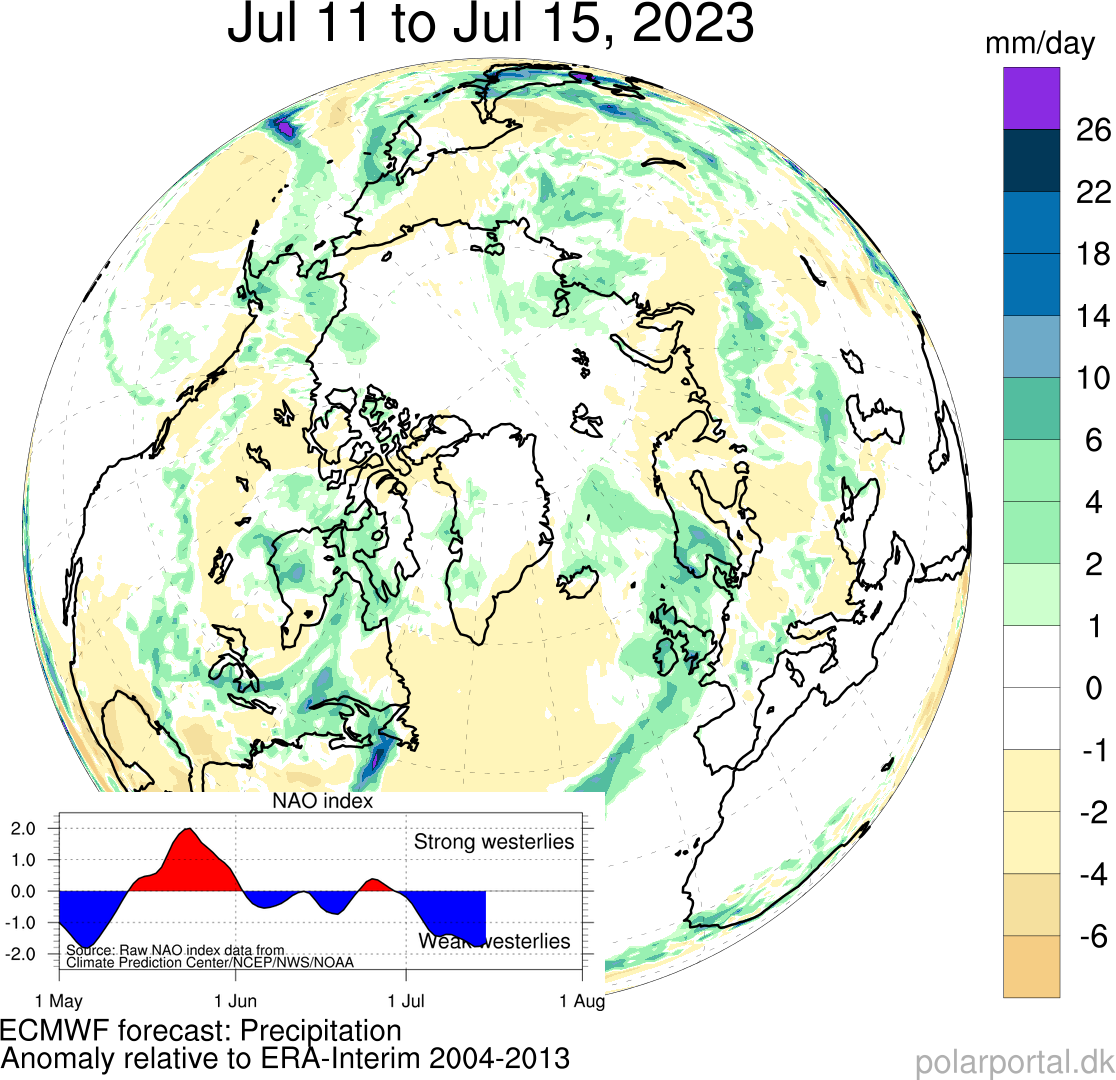 Jul 11 to Jul 15, 2023
mm/day
26
22
18
14
10
6
4
2
1
0
-1
-2
-4
-6
NAO index
2.0
1.0
0.0
-1.0
-2.0
Strong westerlies
Weak westerlies
Source: Raw NAO index data from
Climate Prediction Center/NCEP/NWS/NOAA
1 May 1 Jun 1 Jul 1 Aug
ECMWF forecast: Precipitation
Anomaly relative to ERA-Interim 2004-2013
polarportal.dk